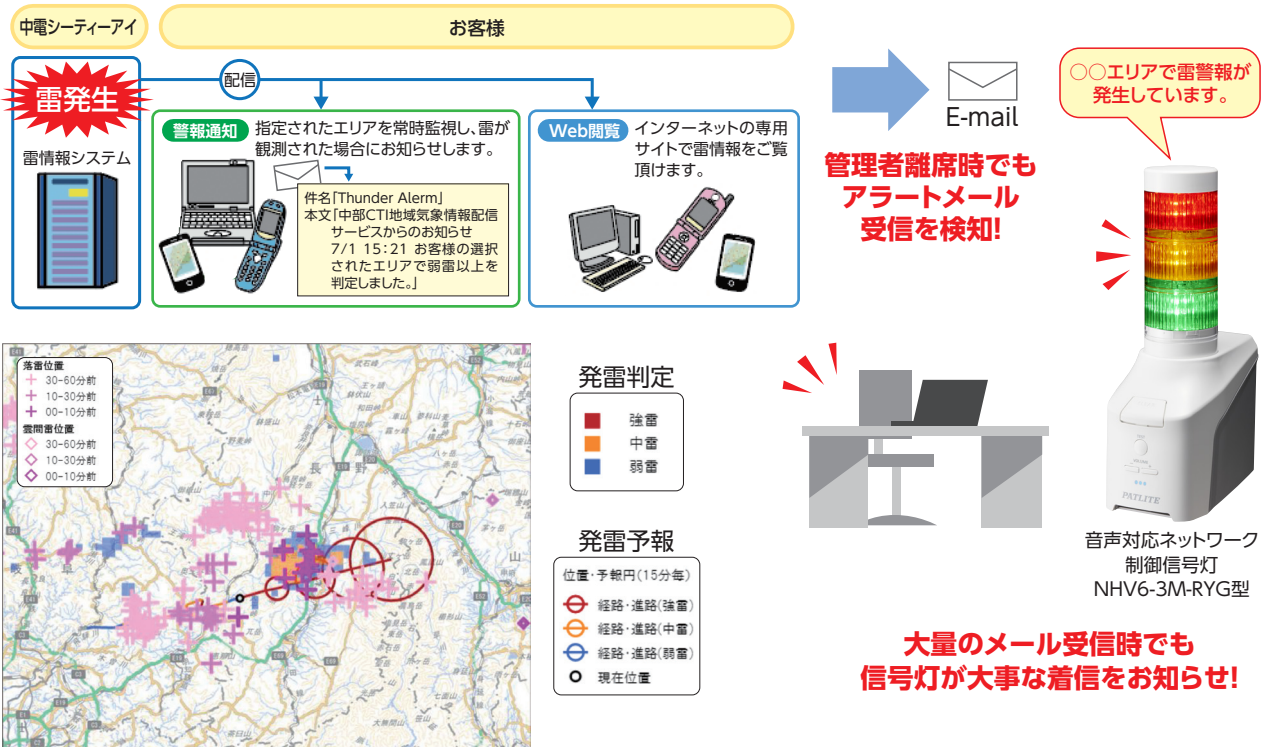 中電シーティーアイ
お客様
雷発生
雷情報システム
配信
警報通知
指定されたエリアを常時監視し、雷が
観測された場合にお知らせします。
件名「Thunder Alerm」
本文「中部CTI地域気象情報配信
サービスからのお知らせ
7/1 15:21 お客様の選択
されたエリアで弱雷以上を
判定しました。」
Web閲覧
インターネットの専用
サイトで雷情報をご覧
頂けます。
E-mail
管理者離席時でも
アラートメール
受信を検知!
○○エリアで雷警報が
発生しています。
PATLITE
音声対応ネットワーク
制御信号灯
NHV6-3M-RYG型
大量のメール受信時でも
信号灯が大事な着信をお知らせ!
落雷位置
30-60分前
10-30分前
00-10分前
雲間雷位置
30-60分前
10-30分前
00-10分前
長野
発雷判定
強雷
中雷
弱雷
発雷予報
位置・予報円(15分毎)
経路・進路(強雷)
経路・進路(中雷)
経路・進路(弱雷)
現在位置